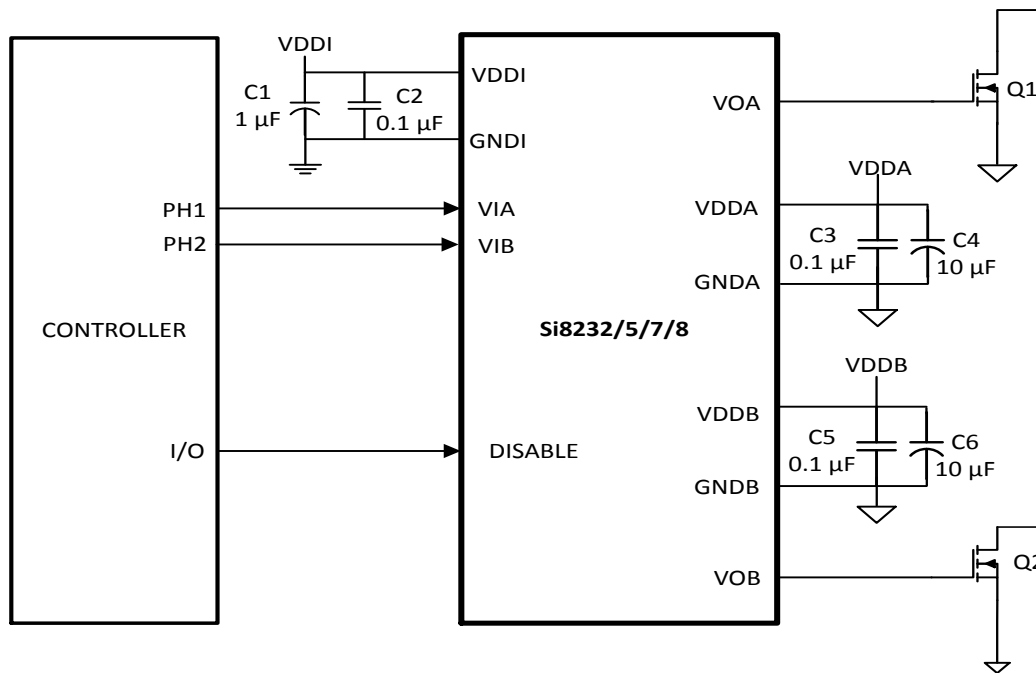 VDDI
C1
1 µF
C2
0.1 µF
VDDI
GNDI
PH1
PH2
VIA
VIB
CONTROLLER
I/O
DISABLE
Si8232/5/7/8
VOA
Q1
VDDA
VDDA
C3
0.1 µF
C4
10 µF
GNDA
VDDB
VDDB
C5
0.1 µF
C6
10 µF
GNDB
VOB
Q2